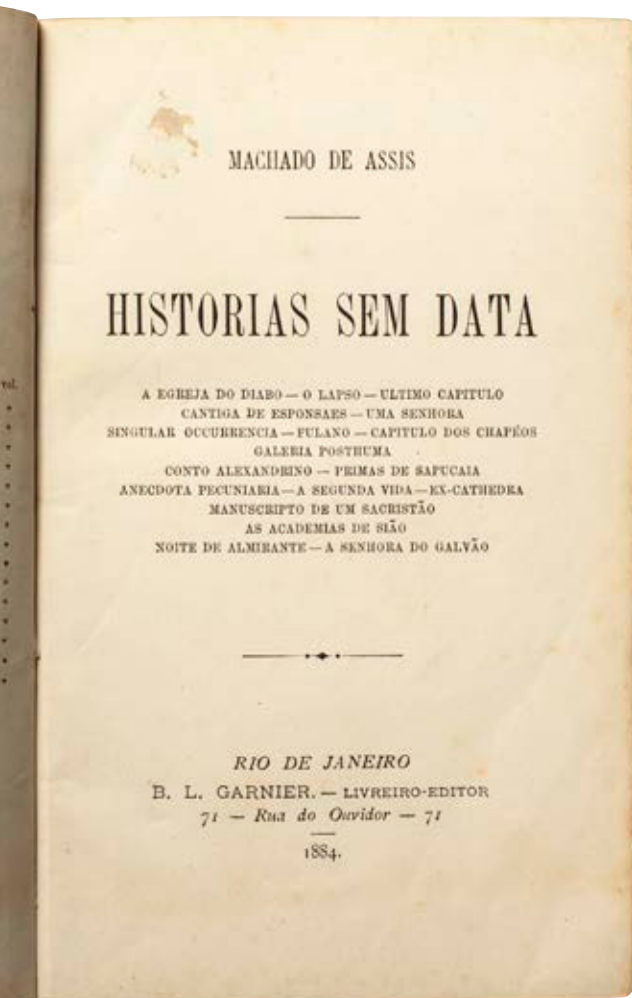 MACHADO DE ASSIS
HISTORIAS SEM DATA
A EGREJA DO DIABO — O LAPSO — ULTIMO CAPITULO
CANTIGA DE ESPONSAES — UMA SENHORA
SINGULAR OCCURRENCIA — FULANO — CAPITULO DOS CHAPÉOS
GALERIA POSTHUMA
CONTO ALEXANDRINO — PRIMAS DE SAPUCAIA
ANECDOTA PECUNIARIA — A SEGUNDA VIDA — EX-CATHEDRA
MANUSCRIPTO DE UM SACRISTÃO
AS ACADEMIAS DE SIÃO
NOITE DE ALMIRANTE — A SENHORA DO GALVÃO
RIO DE JANEIRO
B. L. GARNIER. — LIVREIRO-EDITOR
71 — Rua do Ouvidor — 71
1884.
vol.